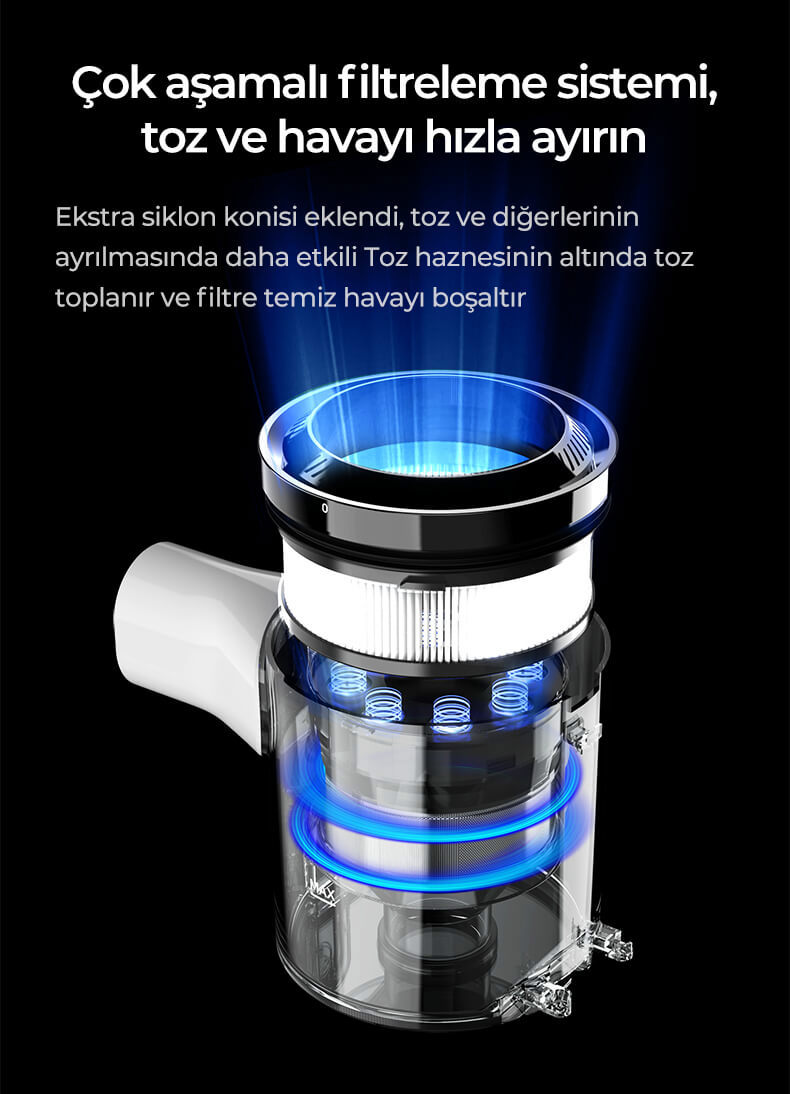 Çok aşamalı filtreleme sistemi,
toz ve havayı hızla ayırın
Ekstra siklon konisi eklendi, toz ve diğerlerinin
ayrılmasında daha etkili Toz haznesinin altında toz
toplanır ve filtre temiz havayı boşaltır
0
MAX